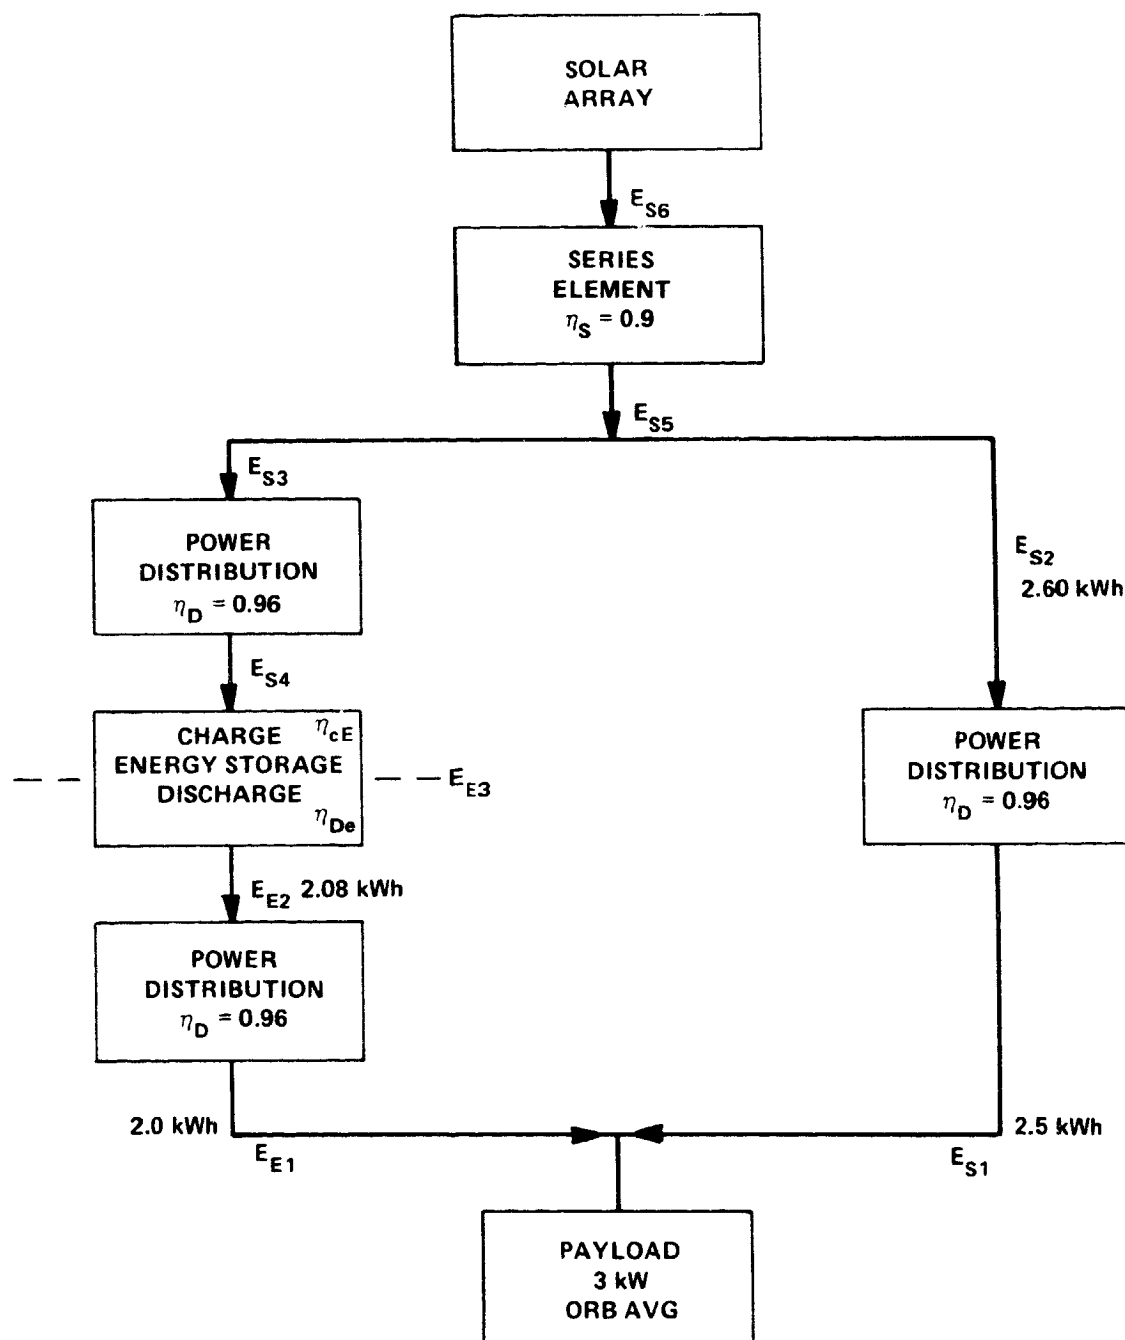 SOLAR
ARRAY
E_S6
SERIES
ELEMENT
η_S = 0.9
E_S5
E_S3
POWER
DISTRIBUTION
η_D = 0.96
E_S2
2.60 kWh
E_S4
CHARGE η_cE
ENERGY STORAGE
DISCHARGE
η_De
E_E3
POWER
DISTRIBUTION
η_D = 0.96
E_E2 2.08 kWh
POWER
DISTRIBUTION
η_D = 0.96
2.0 kWh
E_E1
2.5 kWh
E_S1
PAYLOAD
3 kW
ORB AVG